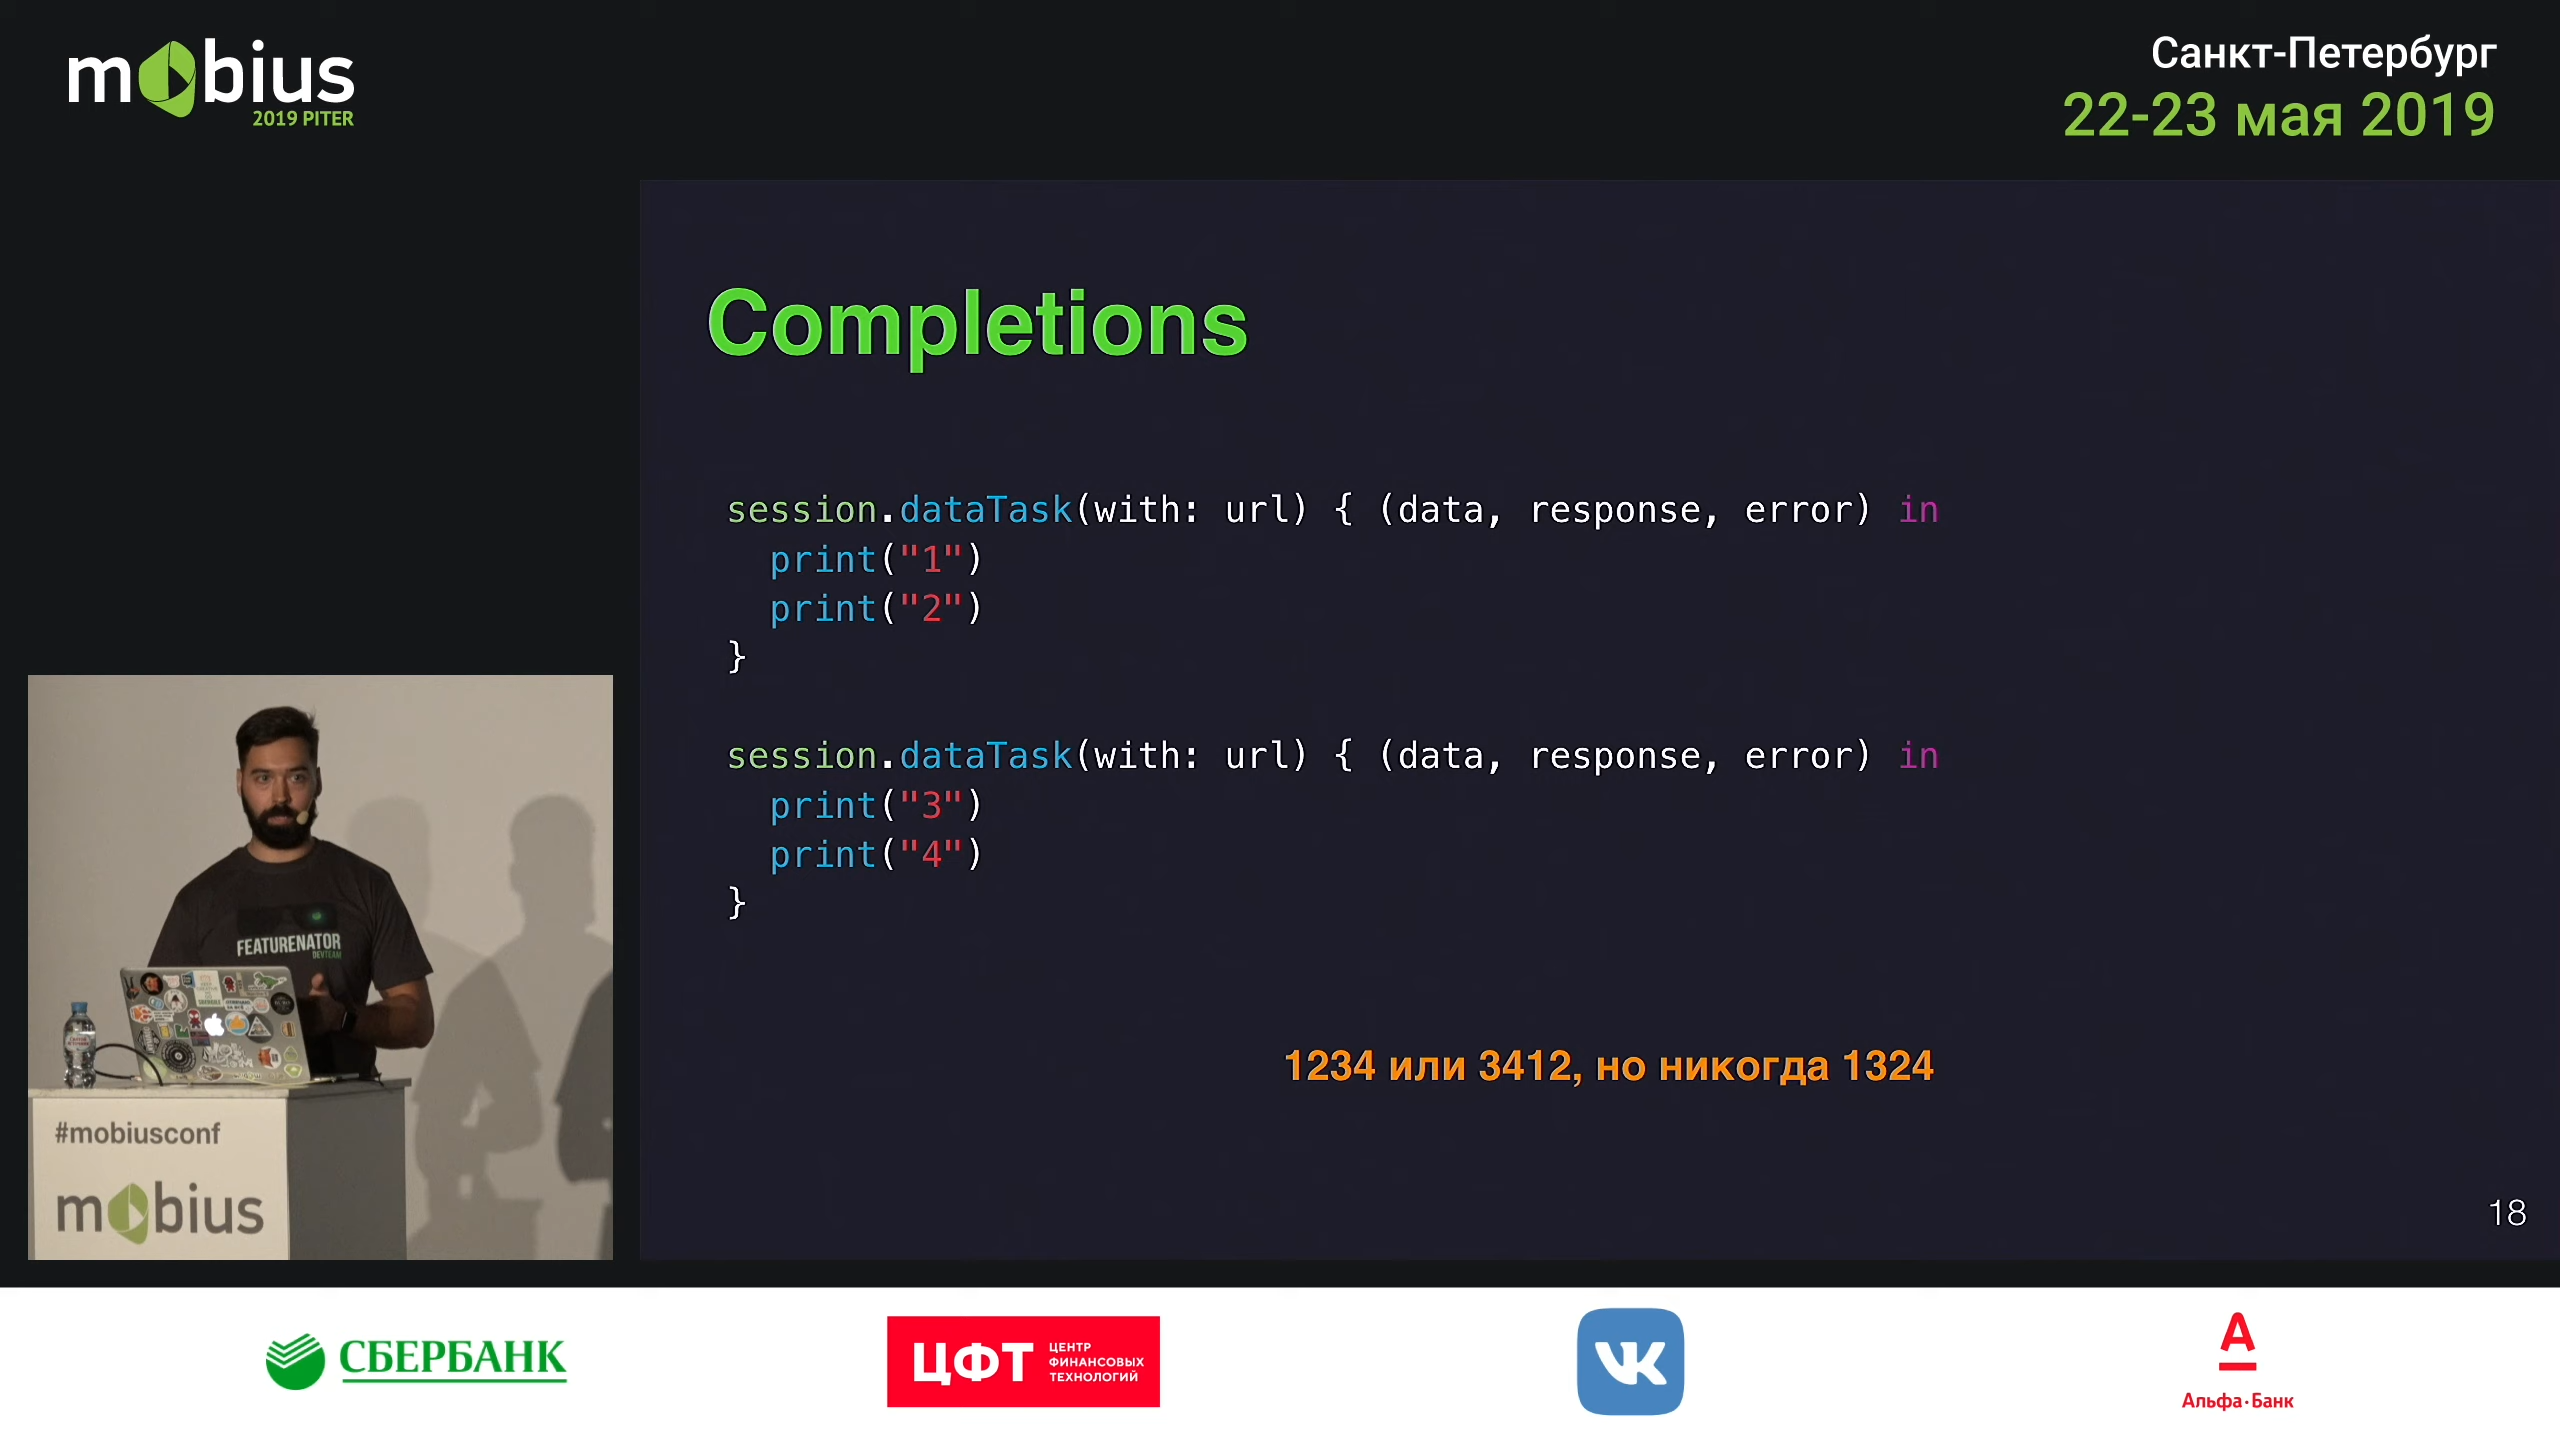 mobius
2019 PITER
Санкт-Петербург
22-23 мая 2019
Completions
session.dataTask(with: url) { (data, response, error) in
  print("1")
  print("2")
}
session.dataTask(with: url) { (data, response, error) in
  print("3")
  print("4")
}
1234 или 3412, но никогда 1324
18
FEATURENATOR
DEVTEAM
#mobiusconf
mobius
СБЕРБАНК
ЦФТ
ЦЕНТР
ФИНАНСОВЫХ
ТЕХНОЛОГИЙ
VK
А
Альфа·Банк